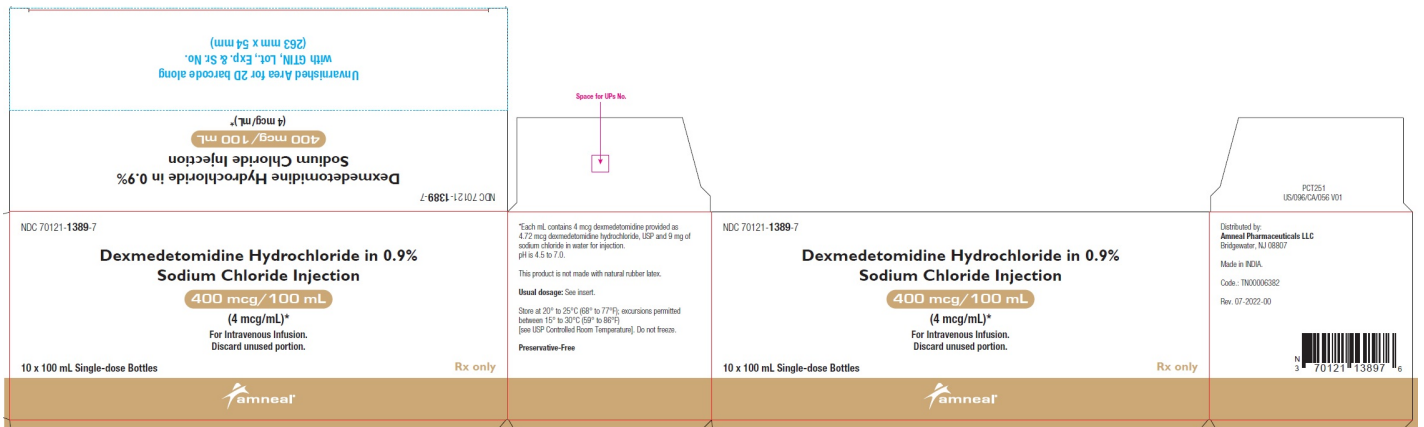 Unvarnished Area for 2D barcode along
with GTIN, Lot., Exp. & Sr. No.
(263 mm x 54 mm)
NDC 70121-1389-7
Dexmedetomidine Hydrochloride in 0.9%
Sodium Chloride Injection
400 mcg/100 mL
(4 mcg/mL)*
Space for UPs No.
PCT251
US/096/CA/056 V01
NDC 70121-1389-7
Dexmedetomidine Hydrochloride in 0.9%
Sodium Chloride Injection
400 mcg/100 mL
(4 mcg/mL)*
For Intravenous Infusion.
Discard unused portion.
10 x 100 mL Single-dose Bottles
Rx only
amneal
*Each mL contains 4 mcg dexmedetomidine provided as
4.72 mcg dexmedetomidine hydrochloride, USP and 9 mg of
sodium chloride in water for injection.
pH is 4.5 to 7.0.
This product is not made with natural rubber latex.
Usual dosage: See insert.
Store at 20° to 25°C (68° to 77°F); excursions permitted
between 15° to 30°C (59° to 86°F)
[see USP Controlled Room Temperature]. Do not freeze.
Preservative-Free
NDC 70121-1389-7
Dexmedetomidine Hydrochloride in 0.9%
Sodium Chloride Injection
400 mcg/100 mL
(4 mcg/mL)*
For Intravenous Infusion.
Discard unused portion.
10 x 100 mL Single-dose Bottles
Rx only
amneal
Distributed by:
Amneal Pharmaceuticals LLC
Bridgewater, NJ 08807
Made in INDIA.
Code.: TN00006382
Rev. 07-2022-00
N
3 70121 13897 6